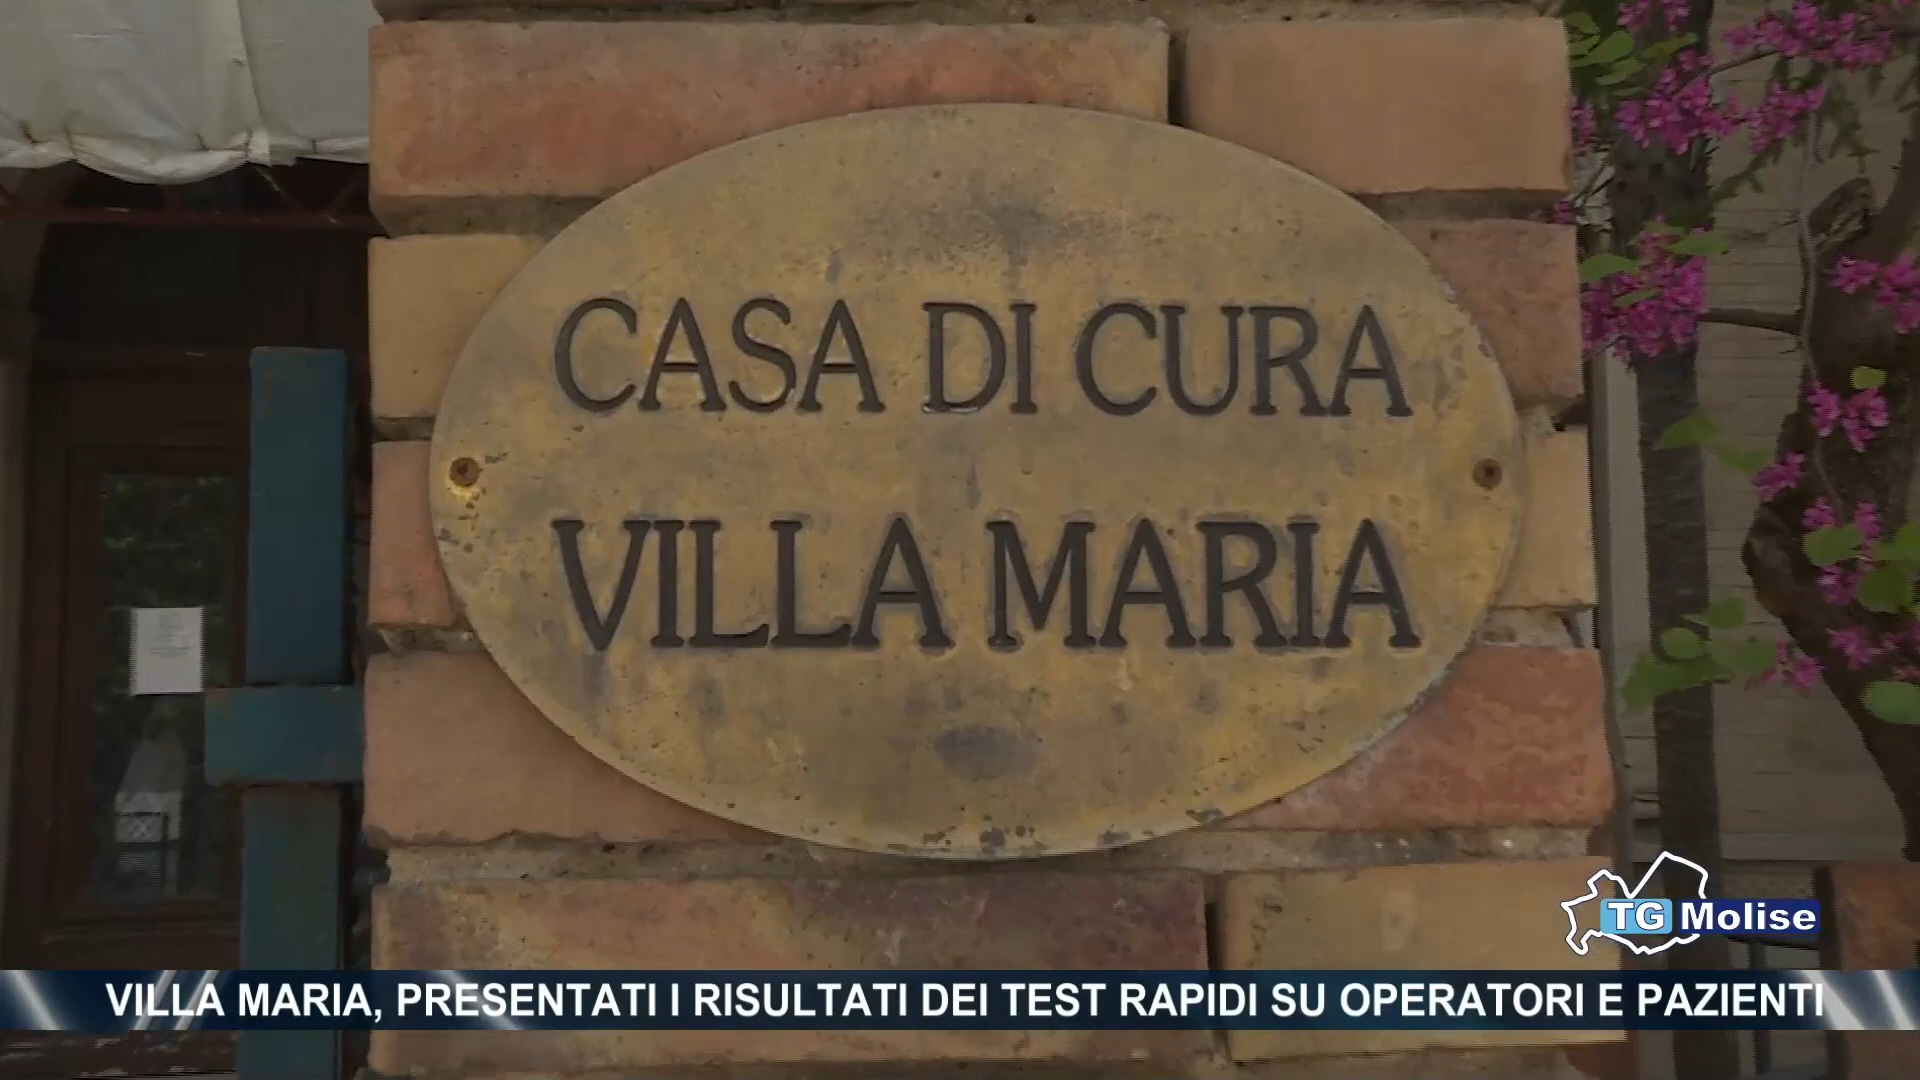 CASA DI CURA
VILLA MARIA
TG Molise
VILLA MARIA, PRESENTATI I RISULTATI DEI TEST RAPIDI SU OPERATORI E PAZIENTI